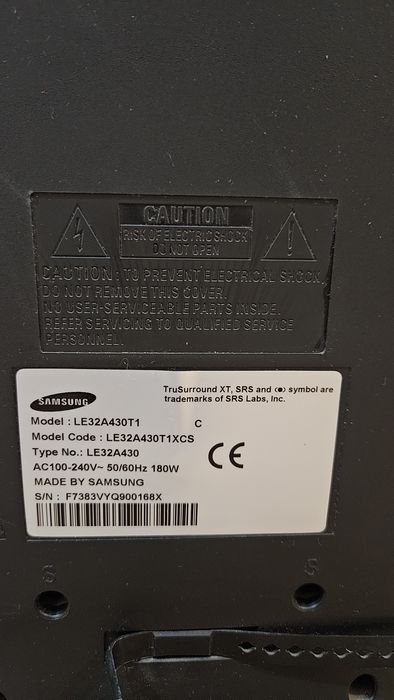 CAUTION
RISK OF ELECTRIC SHOCK
DO NOT OPEN
CAUTION: TO PREVENT ELECTRICAL SHOCK,
DO NOT REMOVE THIS COVER.
NO USER-SERVICEABLE PARTS INSIDE.
REFER SERVICING TO QUALIFIED SERVICE
PERSONNEL.
SAMSUNG
TruSurround XT, SRS and (●) symbol are
trademarks of SRS Labs, Inc.
Model : LE32A430T1 C
Model Code : LE32A430T1XCS
Type No.: LE32A430
AC100-240V~ 50/60Hz 180W
MADE BY SAMSUNG
S/N : F7383VYQ900168X
CE
S S